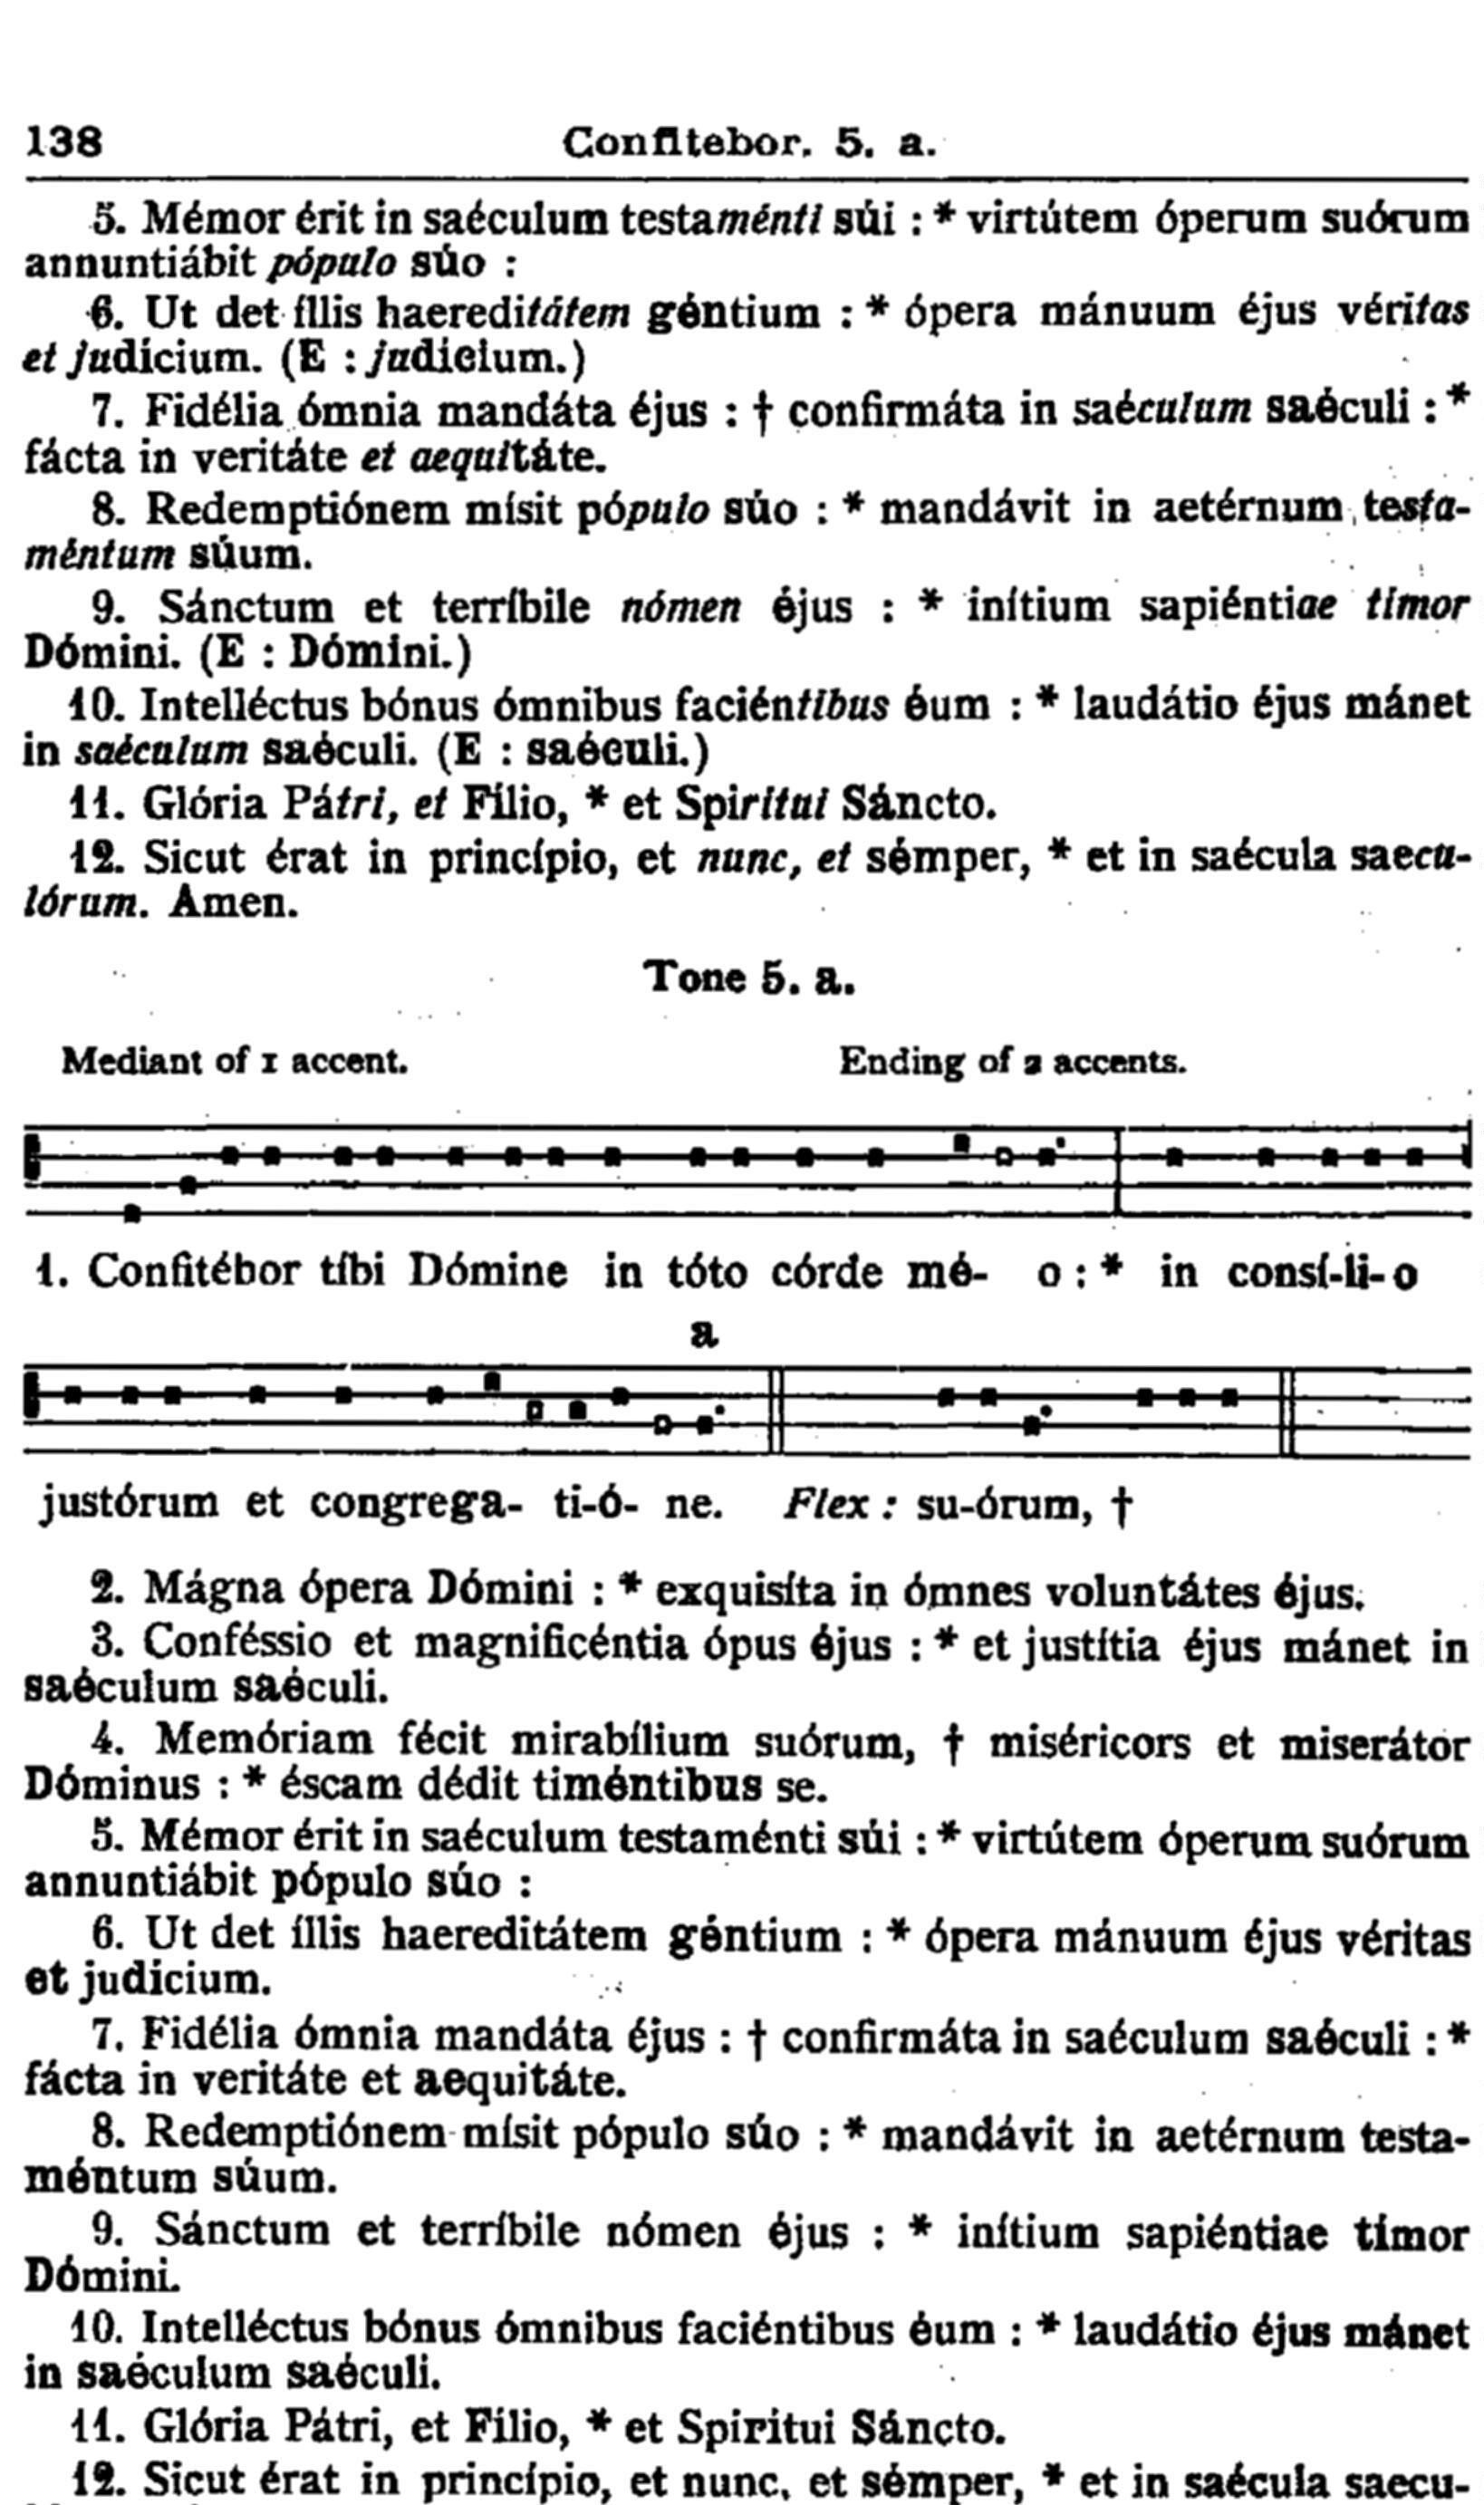 138 Confitebor. 5. a.
5. Mémor érit in saéculum testaménti súi : * virtútem óperum suórum
annuntiábit pópulo súo :
6. Ut det íllis haereditátem géntium : * ópera mánuum éjus véritas
et judícium. (E : judícium.)
7. Fidélia ómnia mandáta éjus : † confirmáta in saéculum saéculi : *
fácta in veritáte et aequitáte.
8. Redemptiónem mísit pópulo súo : * mandávit in aetérnum testa-
méntum súum.
9. Sánctum et terríbile nómen éjus : * inítium sapiéntiae tímor
Dómini. (E : Dómini.)
10. Intelléctus bónus ómnibus faciéntibus éum : * laudátio éjus mánet
in saéculum saéculi. (E : saéculi.)
11. Glória Pátri, et Fílio, * et Spirítui Sáncto.
12. Sicut érat in princípio, et nunc, et sémper, * et in saécula saecu-
lórum. Amen.
Tone 5. a.
Mediant of 1 accent. Ending of 2 accents.
1. Confitébor tíbi Dómine in tóto córde mé- o : * in consí-li-o
a
justórum et congrega- ti-ó- ne. Flex : su-órum, †
2. Mágna ópera Dómini : * exquisíta in ómnes voluntátes éjus.
3. Conféssio et magnificéntia ópus éjus : * et justítia éjus mánet in
saéculum saéculi.
4. Memóriam fécit mirabílium suórum, † miséricors et miserátor
Dóminus : * éscam dédit timéntibus se.
5. Mémor érit in saéculum testaménti súi : * virtútem óperum suórum
annuntiábit pópulo súo :
6. Ut det íllis haereditátem géntium : * ópera mánuum éjus véritas
et judícium.
7. Fidélia ómnia mandáta éjus : † confirmáta in saéculum saéculi : *
fácta in veritáte et aequitáte.
8. Redemptiónem mísit pópulo súo : * mandávit in aetérnum testa-
méntum súum.
9. Sánctum et terríbile nómen éjus : * inítium sapiéntiae tímor
Dómini.
10. Intelléctus bónus ómnibus faciéntibus éum : * laudátio éjus mánet
in saéculum saéculi.
11. Glória Pátri, et Fílio, * et Spirítui Sáncto.
12. Sicut érat in princípio, et nunc, et sémper, * et in saécula saecu-